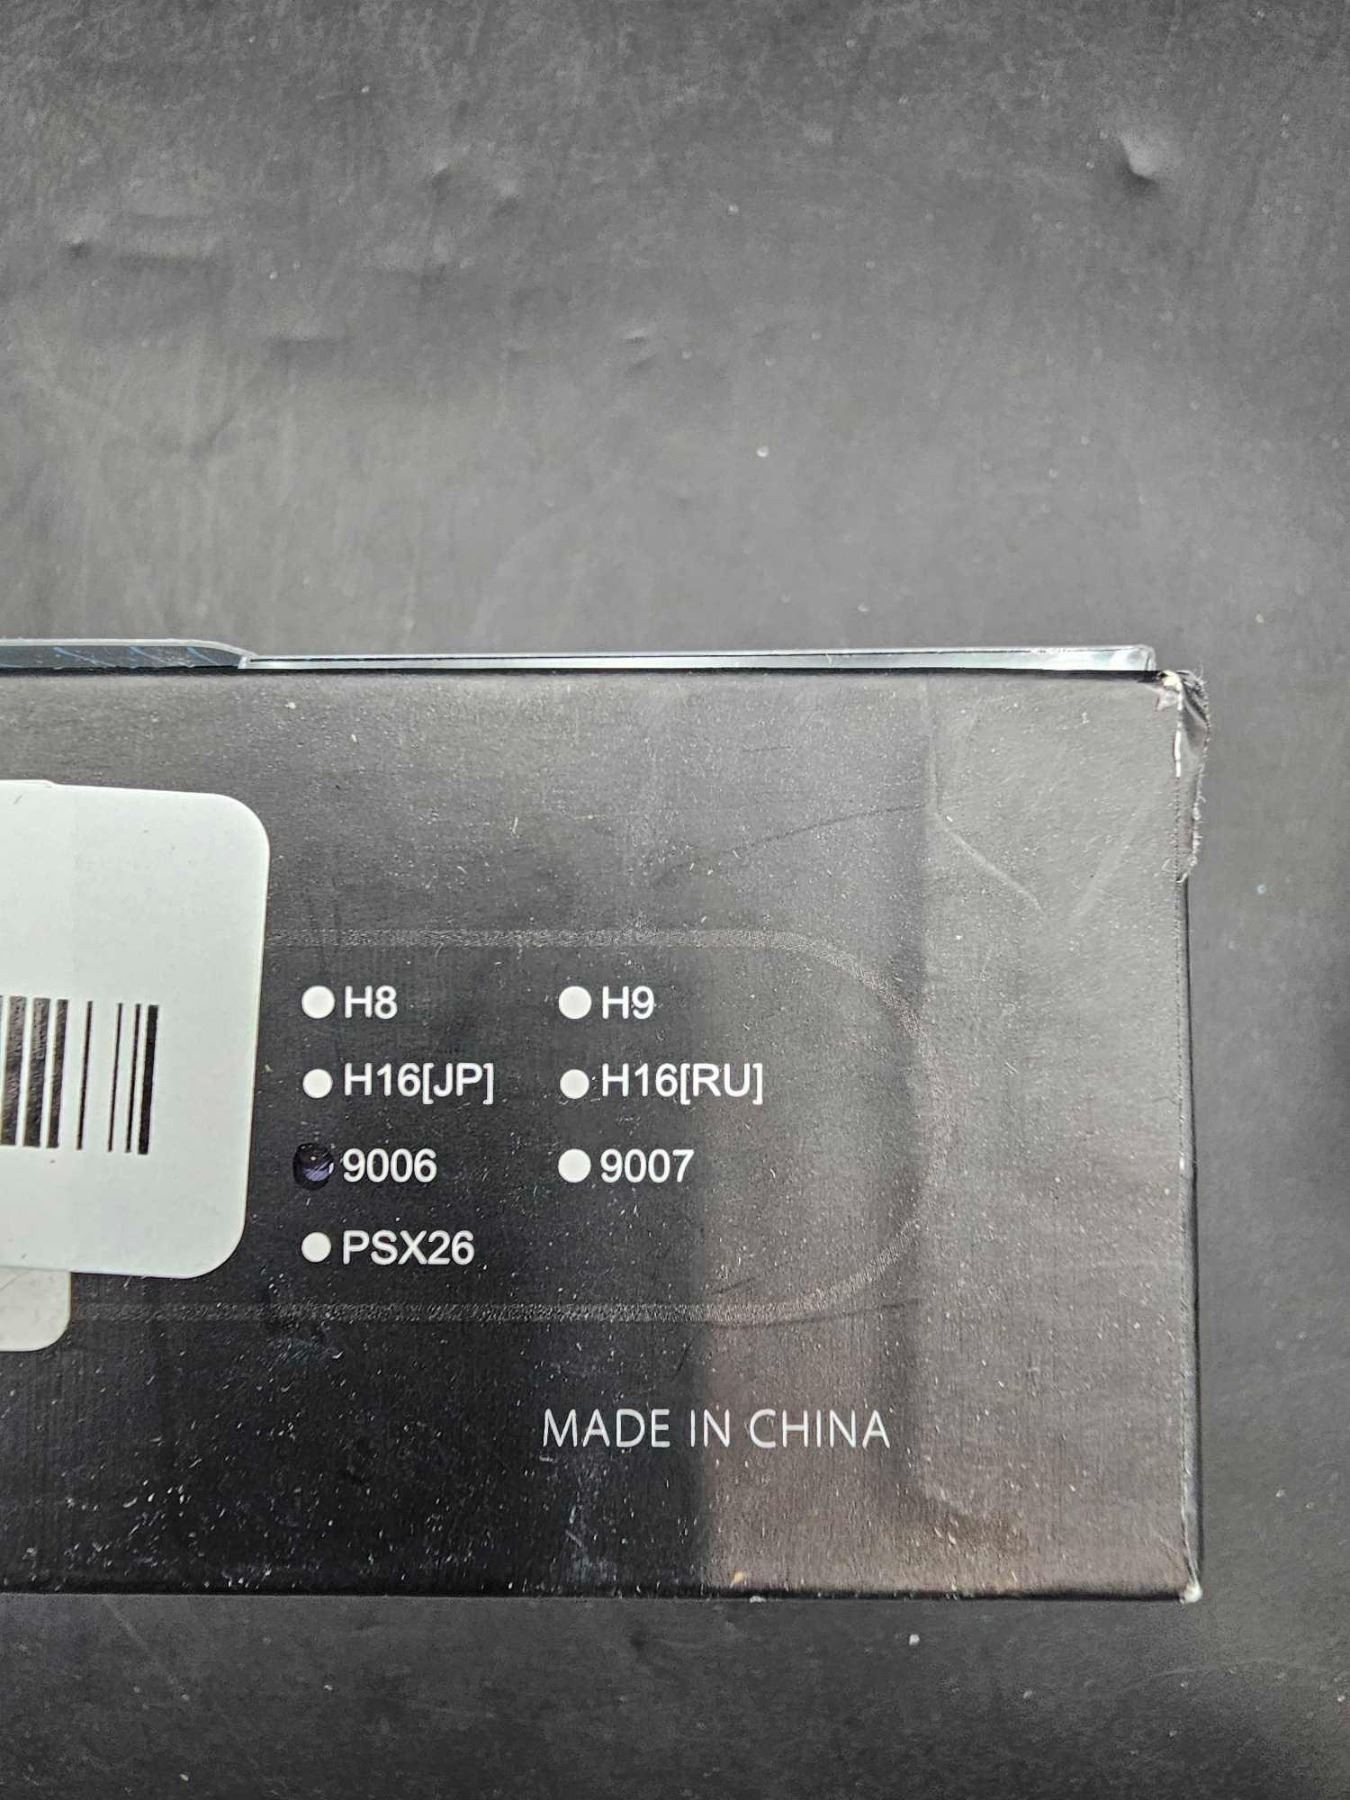 H8 H9
H16[JP] H16[RU]
9006 9007
PSX26
MADE IN CHINA